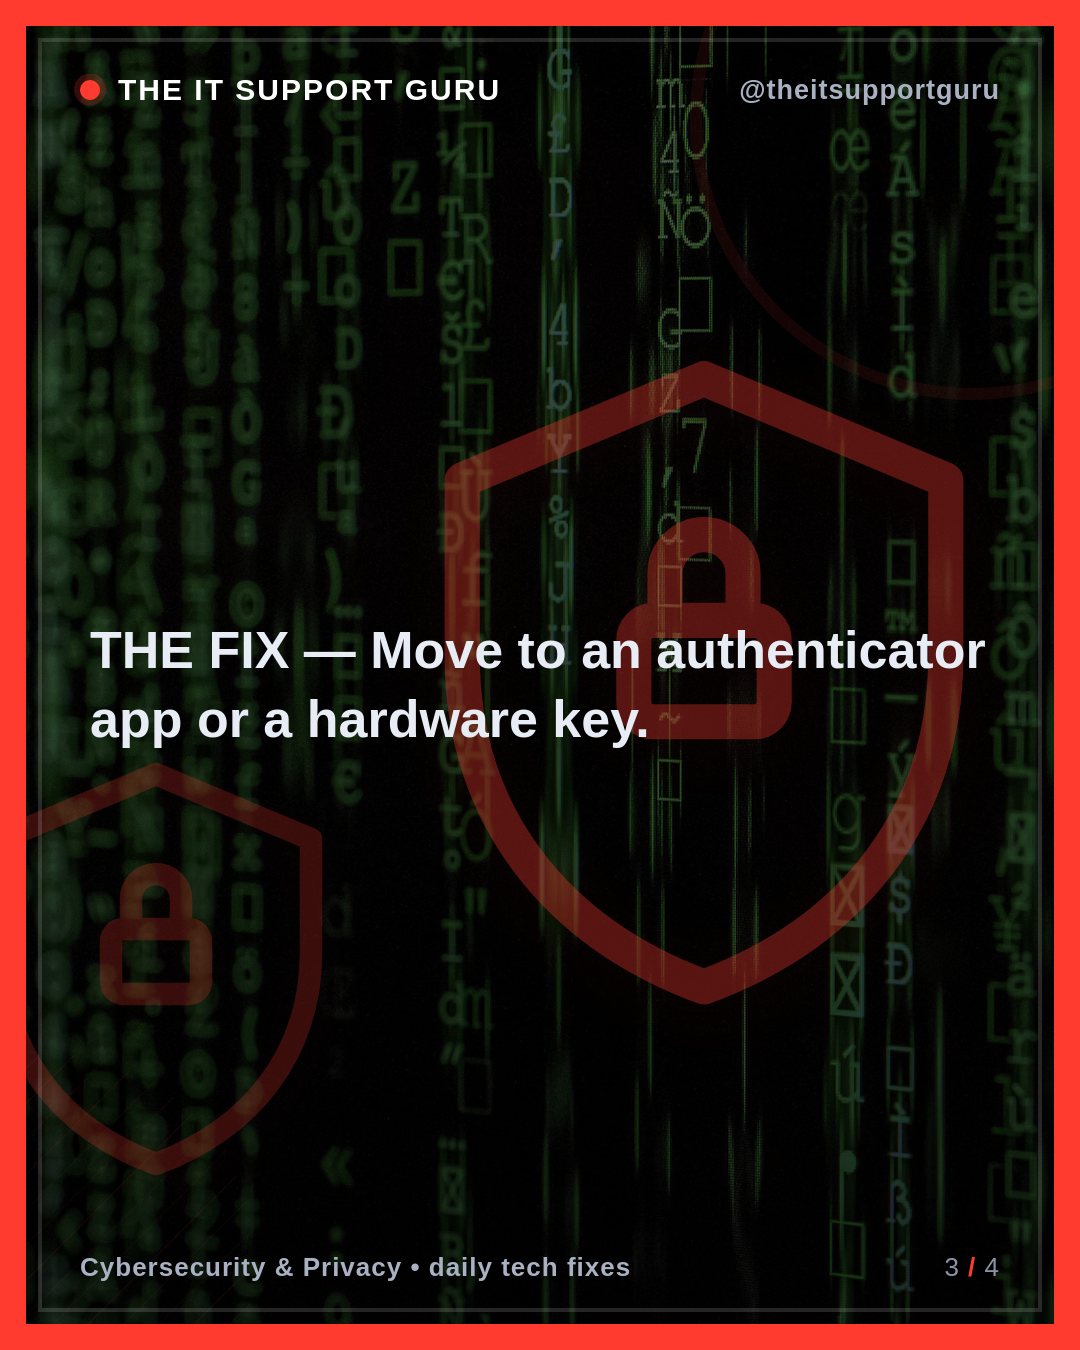 THE IT SUPPORT GURU
@theitsupportguru
THE FIX — Move to an authenticator
app or a hardware key.
Cybersecurity & Privacy • daily tech fixes
3 / 4